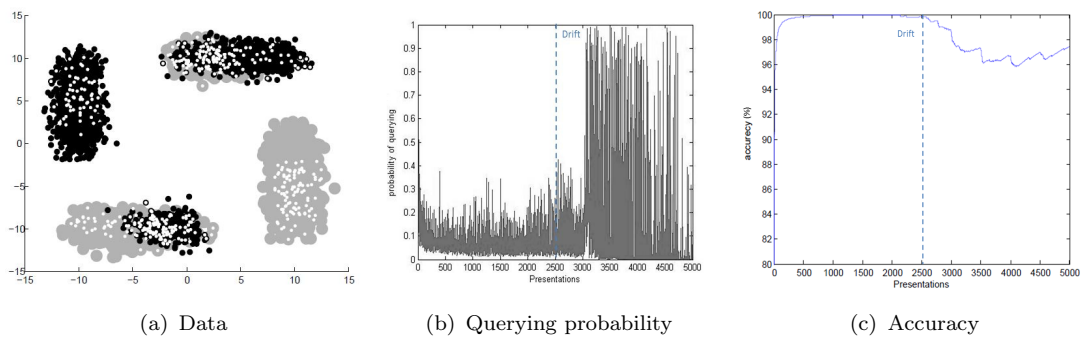 15
10
5
0
−5
−10
−15
−15 −10 −5 0 5 10 15
(a) Data
1
0.9
0.8
0.7
0.6
0.5
0.4
0.3
0.2
0.1
0
probability of querying
Drift
0 500 1000 1500 2000 2500 3000 3500 4000 4500 5000
Presentations
(b) Querying probability
100
98
96
94
92
90
88
86
84
82
80
accurecy (%)
Drift
0 500 1000 1500 2000 2500 3000 3500 4000 4500 5000
Presentations
(c) Accuracy